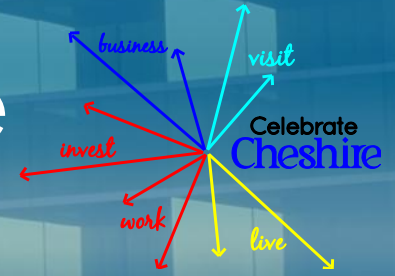 business
visit
Celebrate
Cheshire
invest
work
live
e